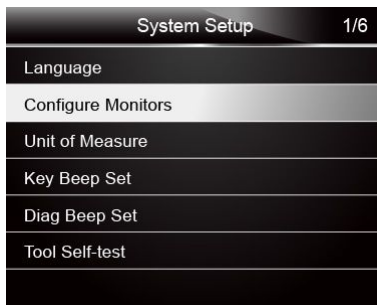 System Setup 1/6
Language
Configure Monitors
Unit of Measure
Key Beep Set
Diag Beep Set
Tool Self-test